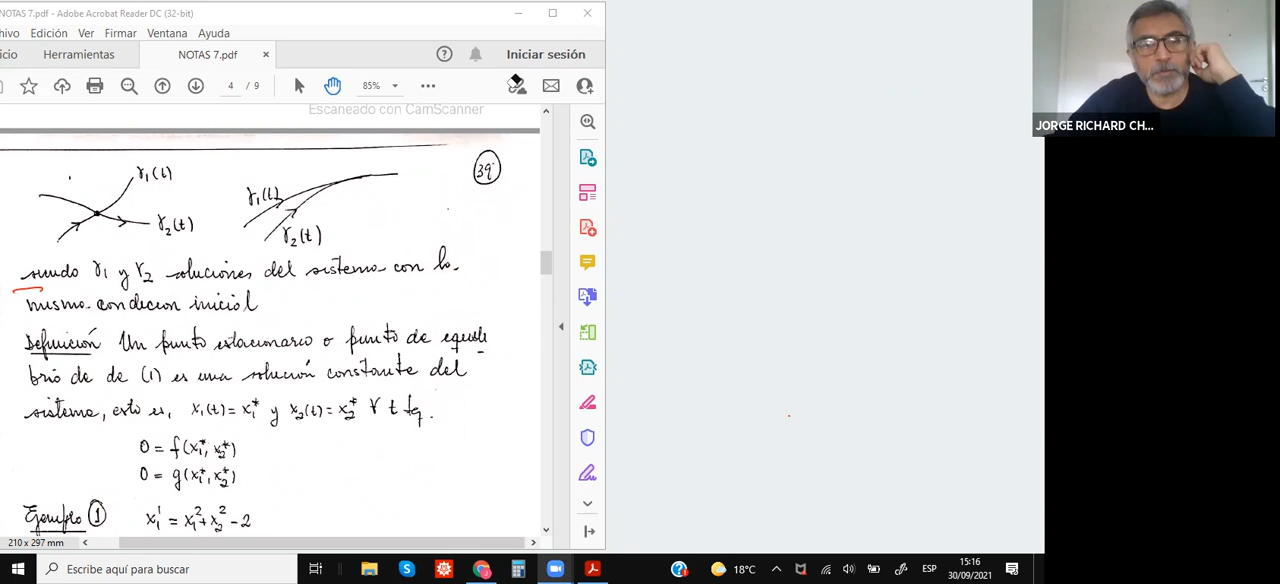 NOTAS 7.pdf - Adobe Acrobat Reader DC (32-bit)
hivo Edición Ver Firmar Ventana Ayuda
icio Herramientas NOTAS 7.pdf × Iniciar sesión
4 / 9 85%
Escaneado con CamScanner
39
γ1(t)
γ2(t)
γ1(t)
γ2(t)
siendo γ1 y γ2 soluciones del sistema con la
misma condición inicial
Definición Un punto estacionario o punto de equili
brio de de (1) es una solución constante del
sistema, esto es, x1(t) = x1* y x2(t) = x2* ∀ t tq.
0 = f(x1*, x2*)
0 = g(x1*, x2*)
Ejemplo 1 x1' = x1² + x2² - 2
210 x 297 mm
JORGE RICHARD CH...
Escribe aquí para buscar
18°C
ESP
15:16
30/09/2021